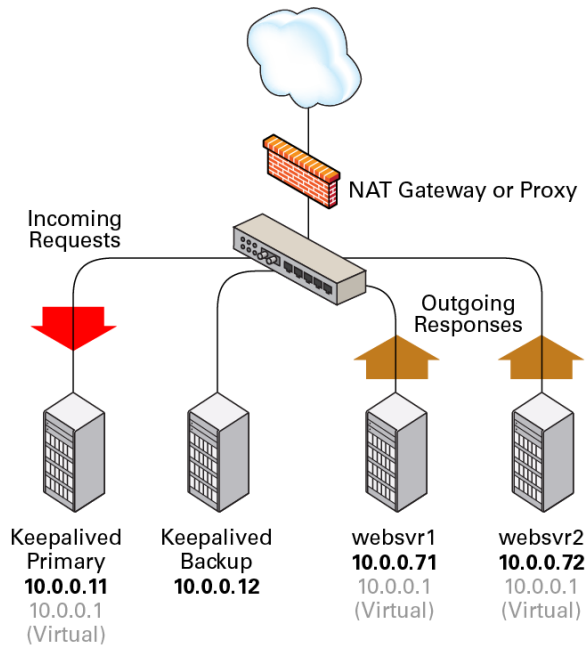 NAT Gateway or Proxy
Incoming
Requests
Outgoing
Responses
Keepalived
Primary
10.0.0.11
10.0.0.1
(Virtual)
Keepalived
Backup
10.0.0.12
websvr1
10.0.0.71
10.0.0.1
(Virtual)
websvr2
10.0.0.72
10.0.0.1
(Virtual)